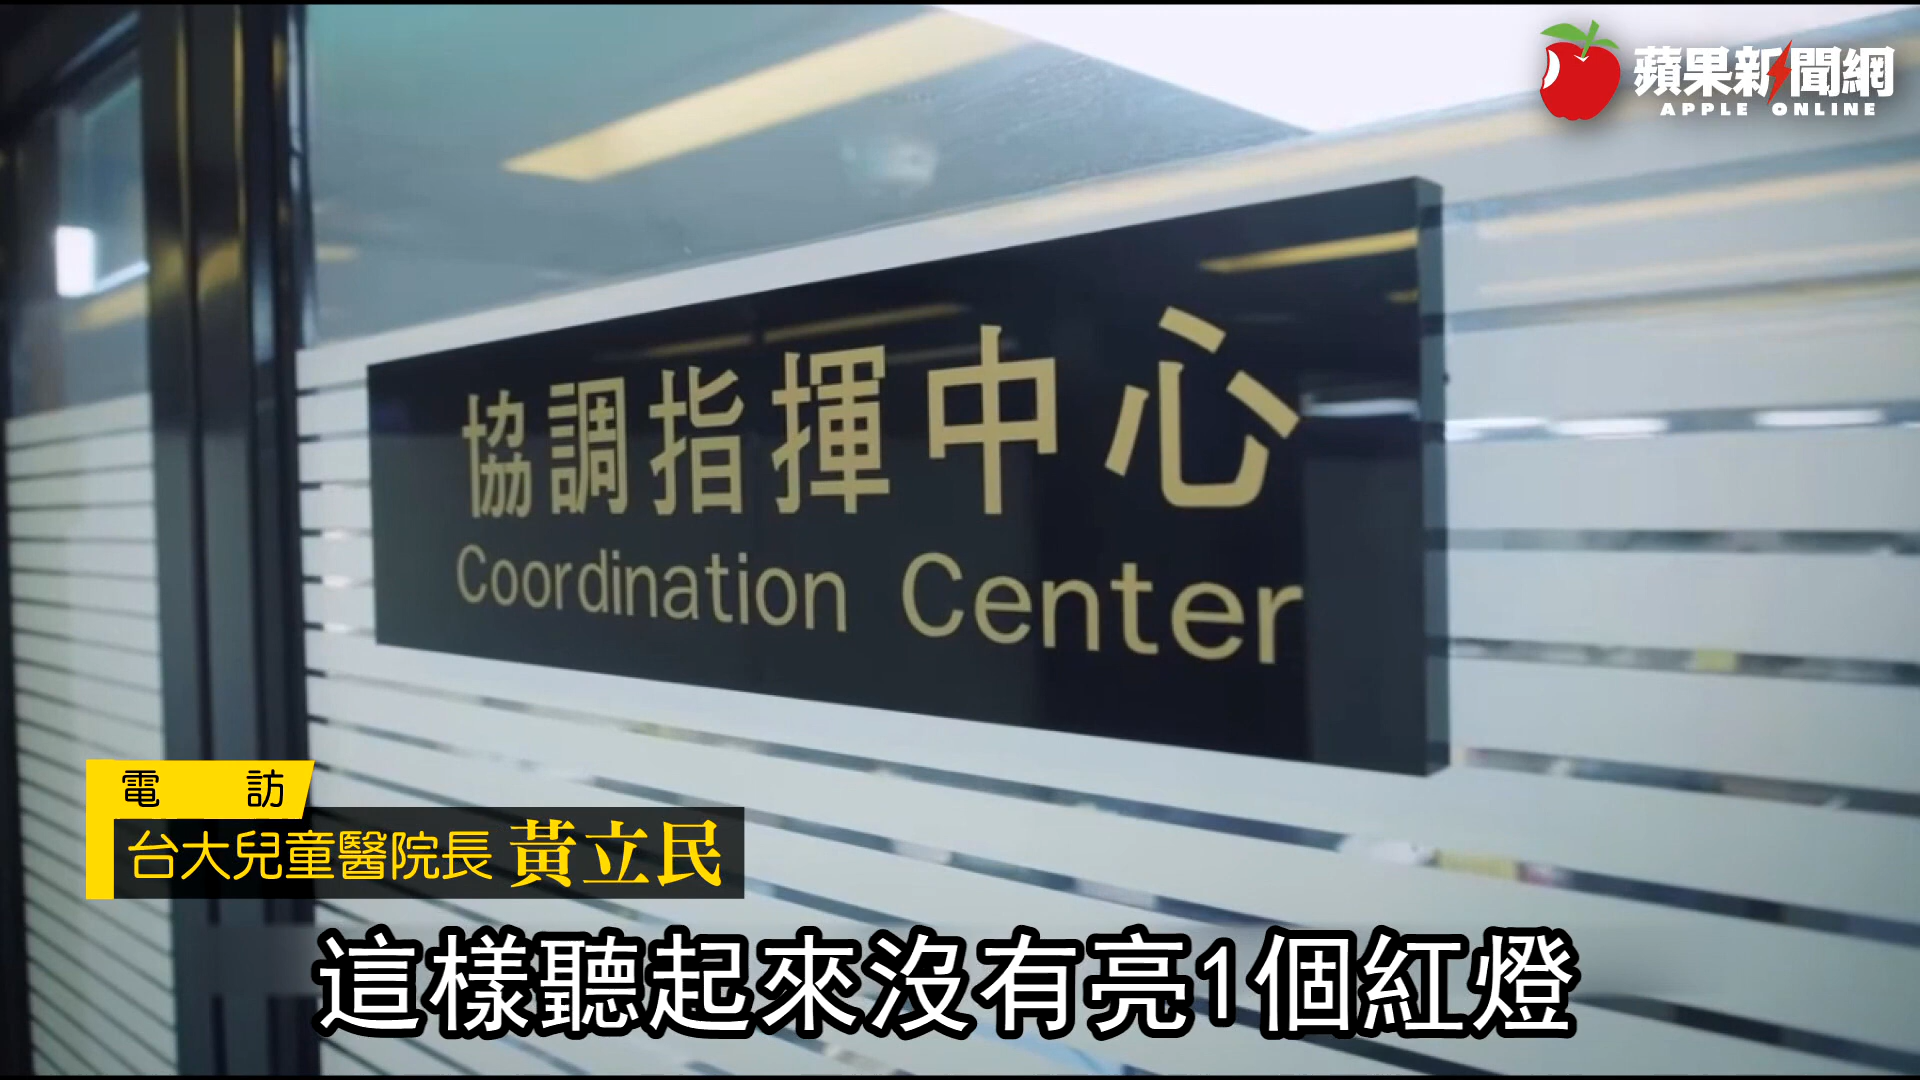 蘋果新聞網
APPLE ONLINE
協調指揮中心
Coordination Center
電訪
台大兒童醫院長 黃立民
這樣聽起來沒有亮1個紅燈